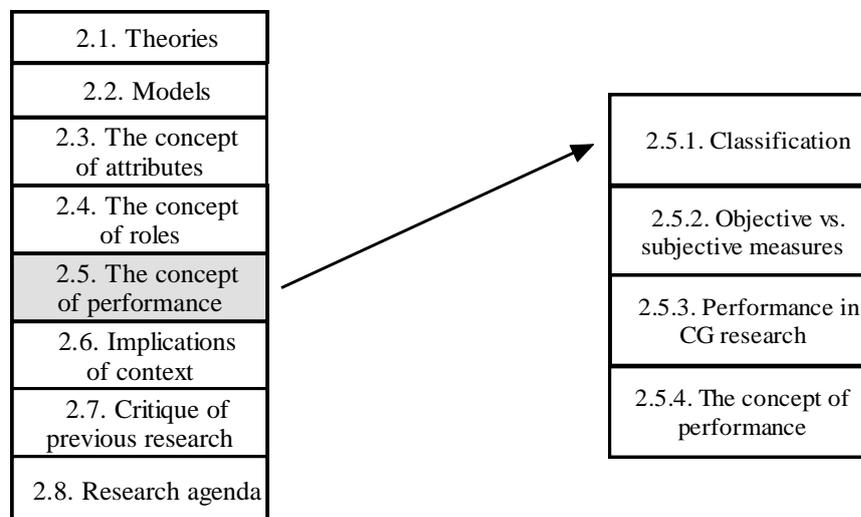 2.1. Theories
2.2. Models
2.3. The concept
of attributes
2.4. The concept
of roles
2.5. The concept
of performance
2.6. Implications
of context
2.7. Critique of
previous research
2.8. Research agenda
2.5.1. Classification
2.5.2. Objective vs.
subjective measures
2.5.3. Performance in
CG research
2.5.4. The concept of
performance